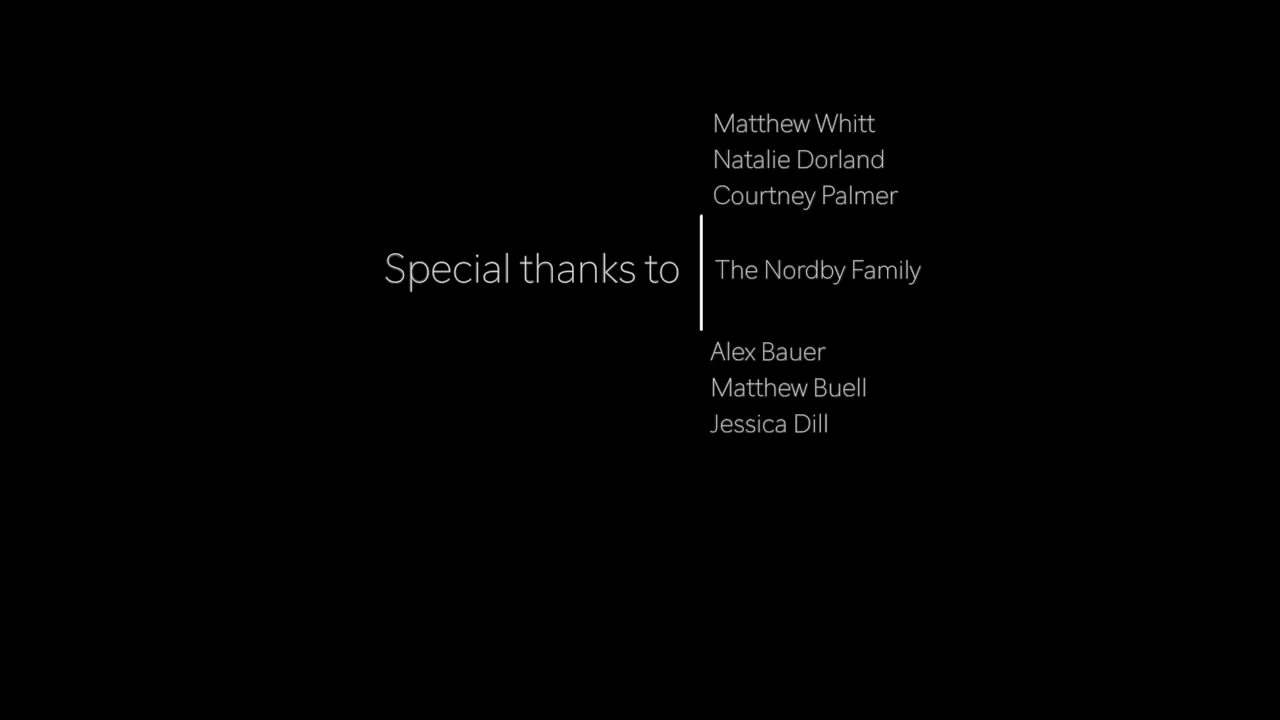 Matthew Whitt
Natalie Dorland
Courtney Palmer
Special thanks to
The Nordby Family
Alex Bauer
Matthew Buell
Jessica Dill